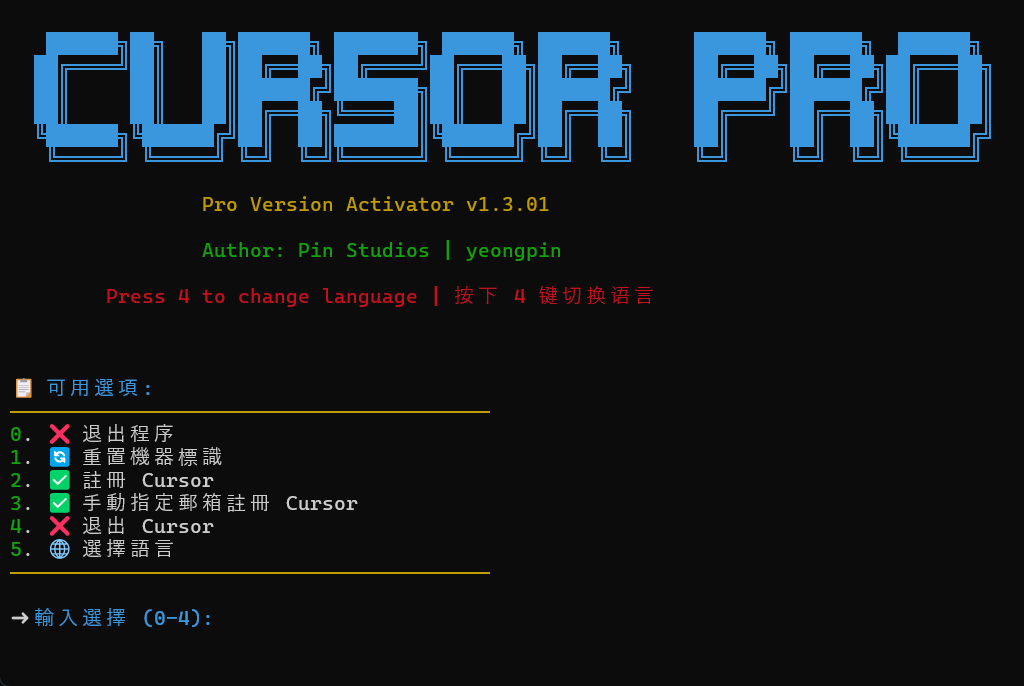 CURSOR PRO
Pro Version Activator v1.3.01
Author: Pin Studios | yeongpin
Press 4 to change language | 按下 4 键切换语言
📋 可用選項:
0. ❌ 退出程序
1. 🔄 重置機器標識
2. ✅ 註冊 Cursor
3. ✅ 手動指定郵箱註冊 Cursor
4. ❌ 退出 Cursor
5. 🌐 選擇語言
➜ 輸入選擇 (0-4):